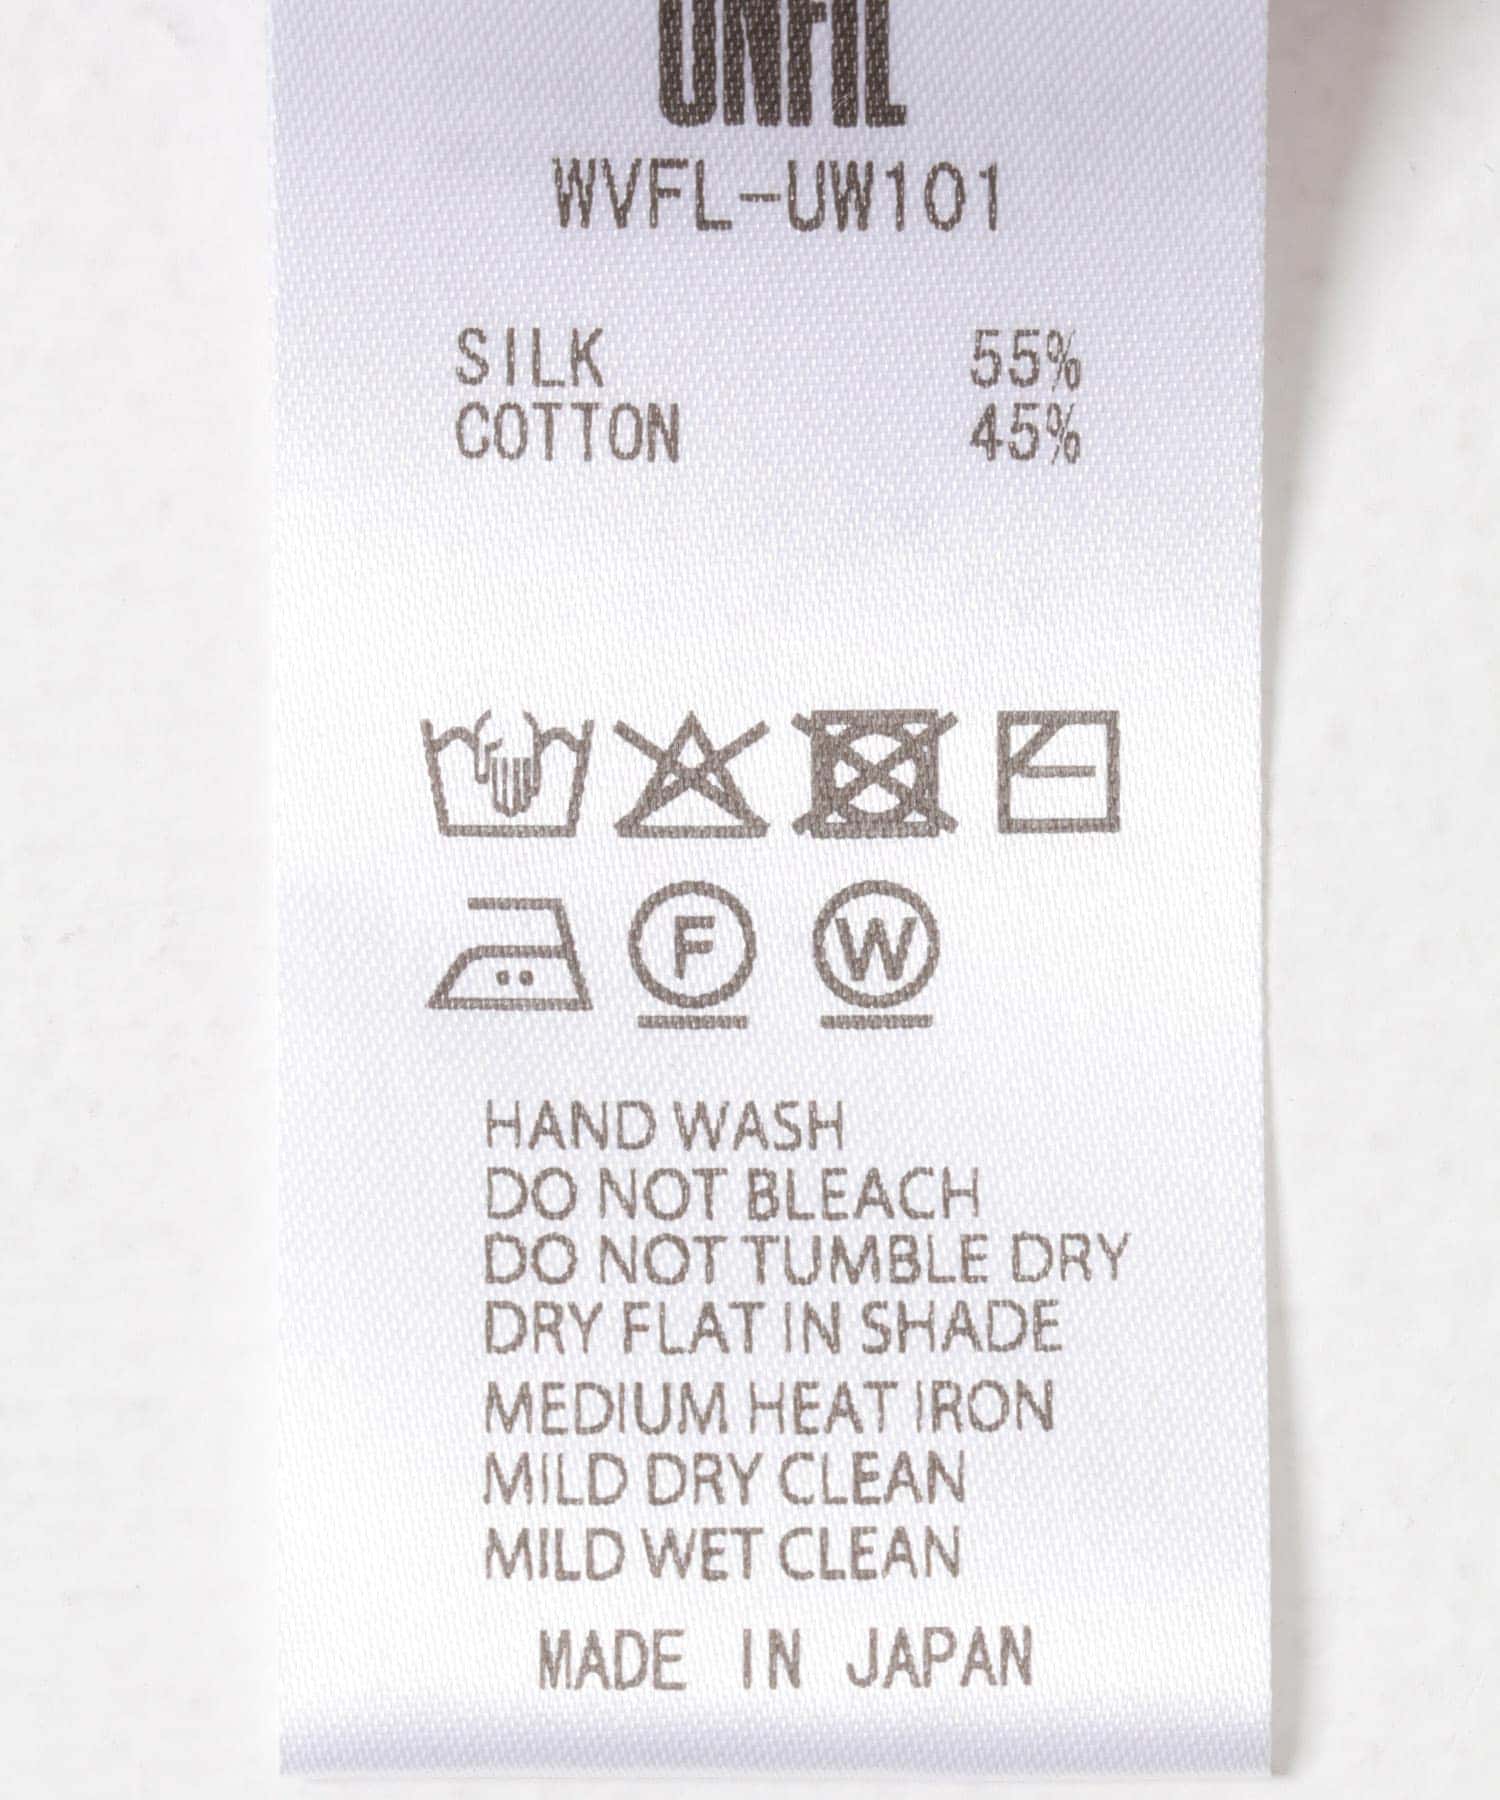 UNFIL
WVFL-UW101
SILK 55%
COTTON 45%
F W
HAND WASH
DO NOT BLEACH
DO NOT TUMBLE DRY
DRY FLAT IN SHADE
MEDIUM HEAT IRON
MILD DRY CLEAN
MILD WET CLEAN
MADE IN JAPAN